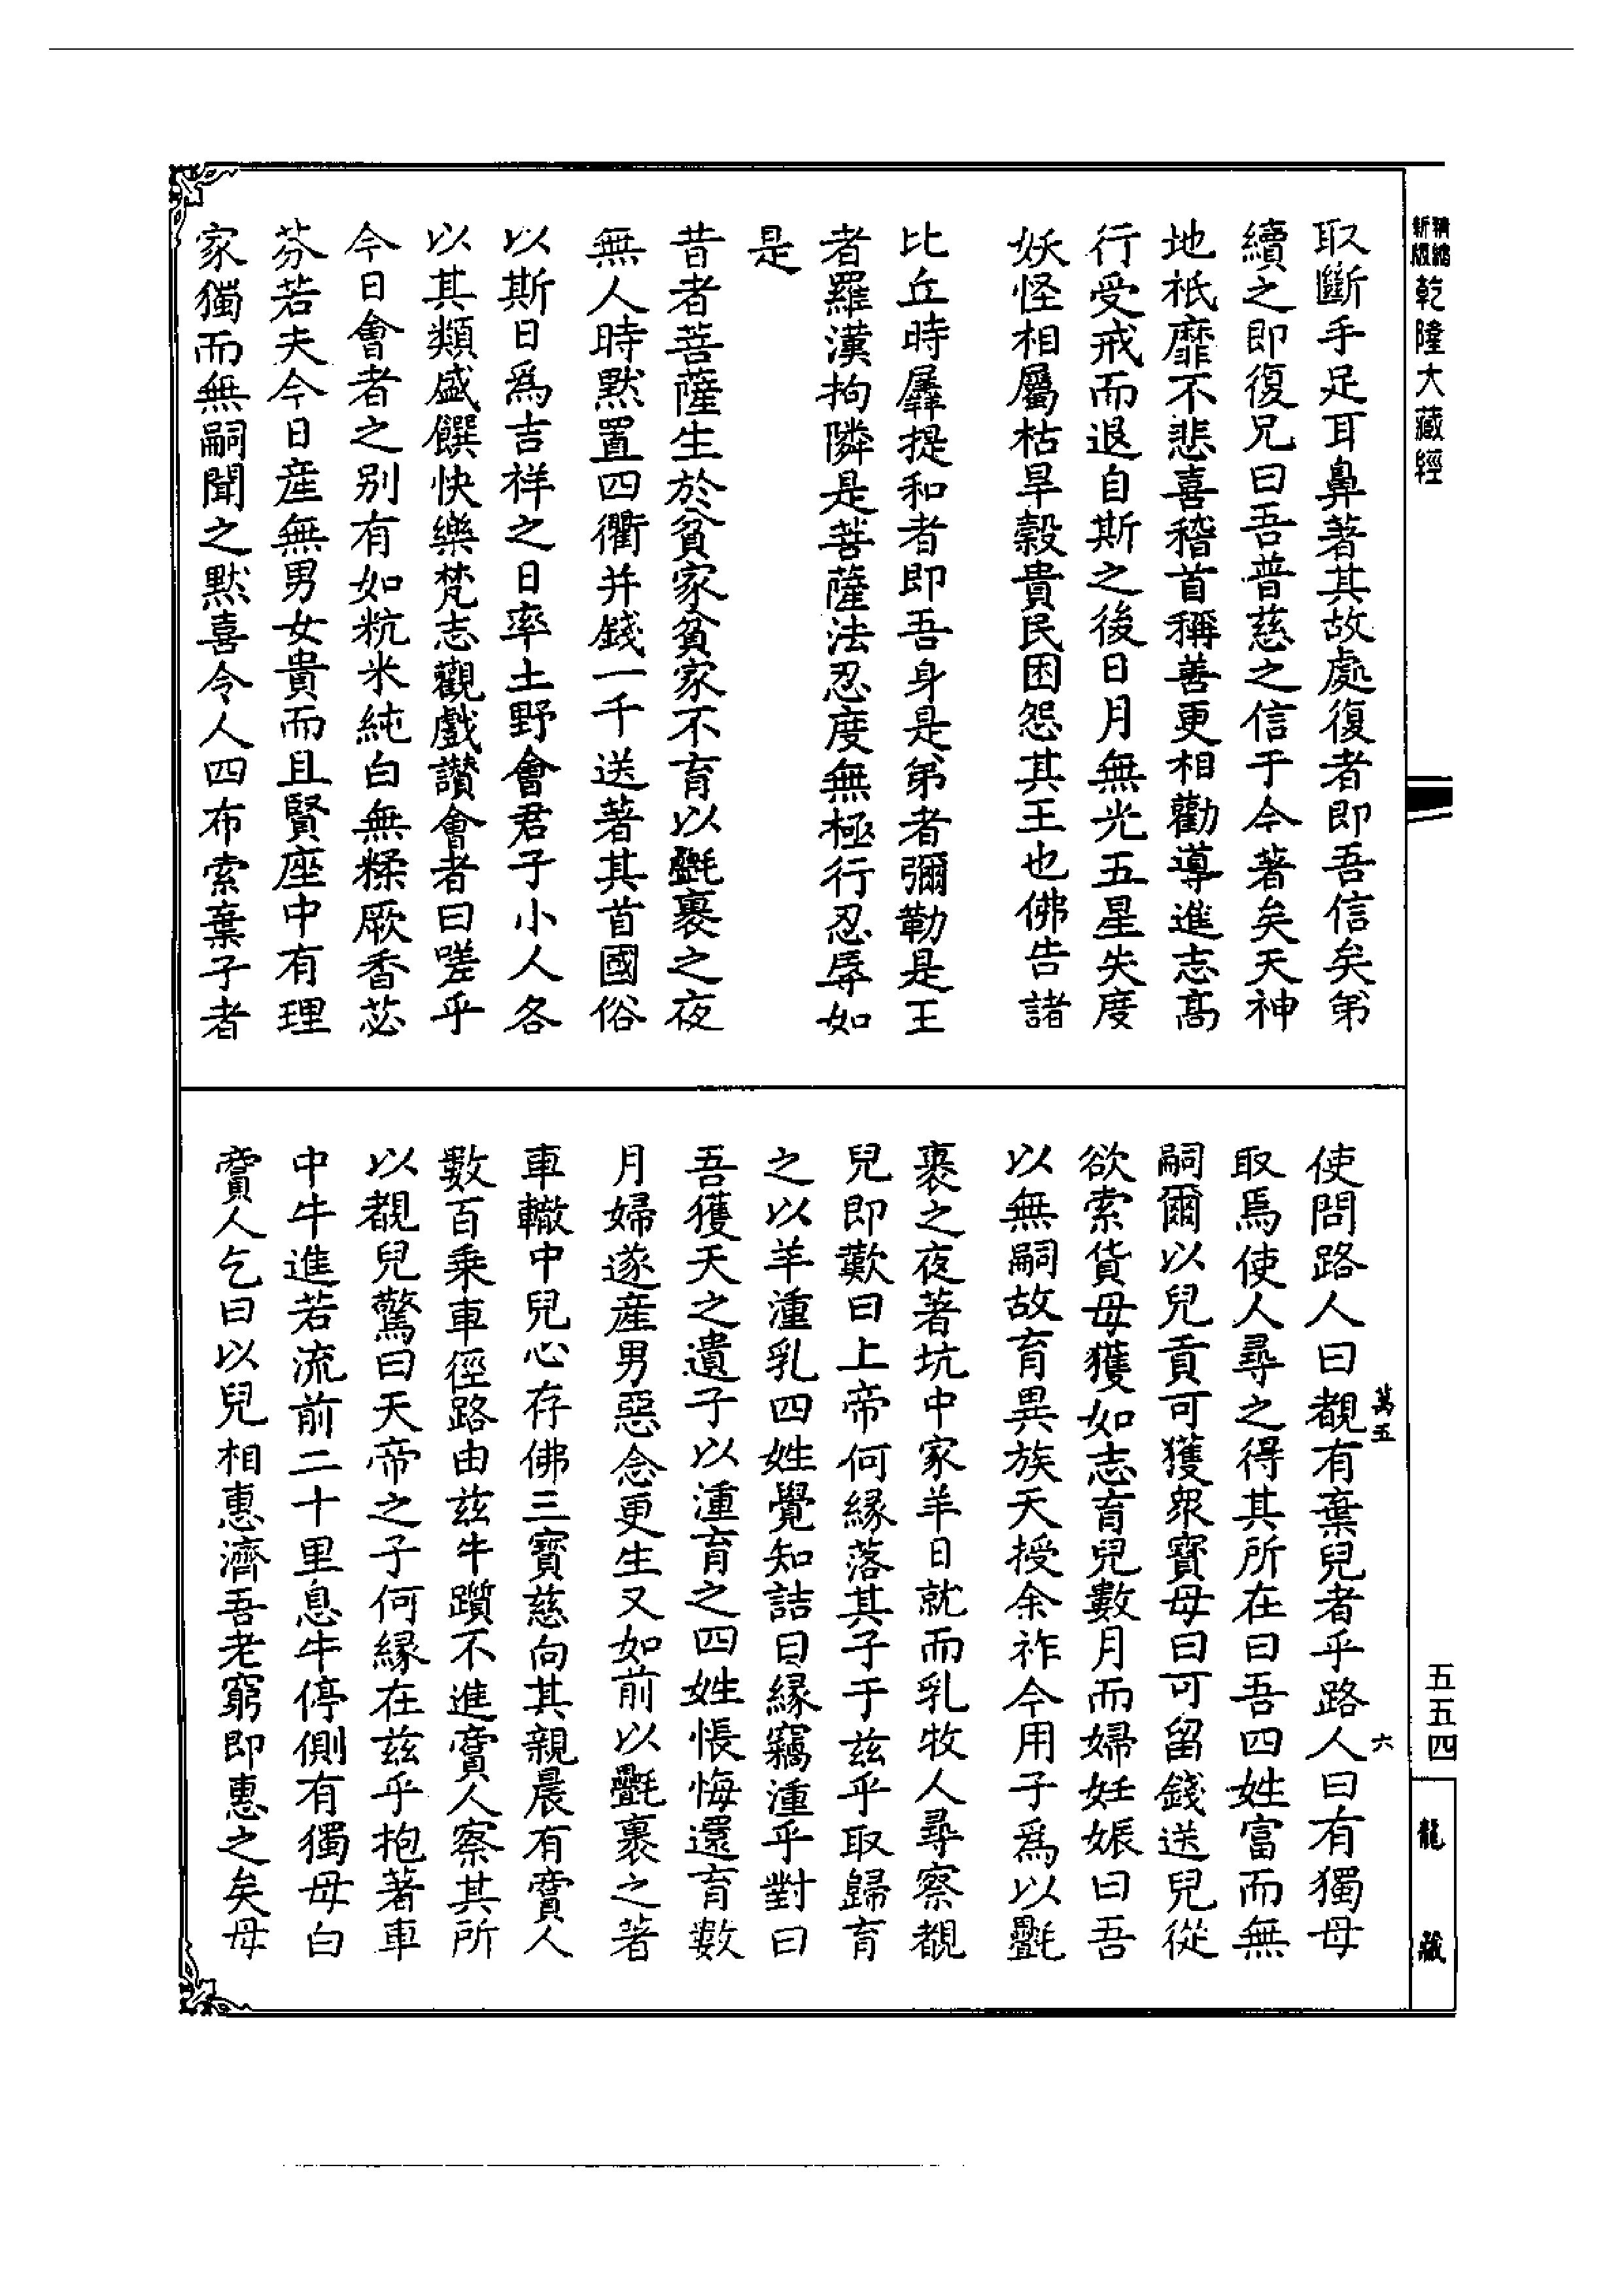 新版精縮
乾隆大藏經
取斷手足耳鼻著其故處復者即吾信矣弟
續之即復兄曰吾普慈之信于今著矣天神
地祇靡不悲喜稽首稱善更相勸導進志高
行受戒而退自斯之後日月無光五星失度
妖怪相屬枯旱穀貴民困怨其王也佛告諸
比丘時羼提和者即吾身是弟者彌勒是王
者羅漢拘隣是菩薩法忍度無極行忍辱如
是
昔者菩薩生於貧家貧家不育以氎裹之夜
無人時默置四衢并錢一千送著其首國俗
以斯日為吉祥之日率土野會君子小人各
以其類盛饌快樂梵志觀戲讚會者曰嗟乎
今日會者之别有如秔米純白無糅厥香苾
芬若夫今日産無男女貴而且賢座中有理
家獨而無嗣聞之默喜令人四布索棄子者
使問路人曰覩有棄兒者乎路人曰有獨母
取焉使人尋之得其所在曰吾四姓富而無
嗣爾以兒貢可獲衆寶母曰可留錢送兒從
欲索貨母獲如志育兒數月而婦妊娠曰吾
以無嗣故育異族天授余祚今用子為以氎
裹之夜著坑中家羊日就而乳牧人尋察覩
兒即歎曰上帝何緣落其子于兹乎取歸育
之以羊湩乳四姓覺知詰曰緣竊湩乎對曰
吾獲天之遺子以湩育之四姓悵悔還育數
月婦遂産男惡念更生又如前以氎裹之著
車轍中兒心存佛三寶慈向其親晨有賣人
數百乘車徑路由兹牛躓不進賣人察其所
以覩兒驚曰天帝之子何緣在兹乎抱著車
中牛進若流前二十里息牛停側有獨母白
賣人乞曰以兒相惠濟吾老窮即惠之矣母
萬五
六
五五四
龍藏